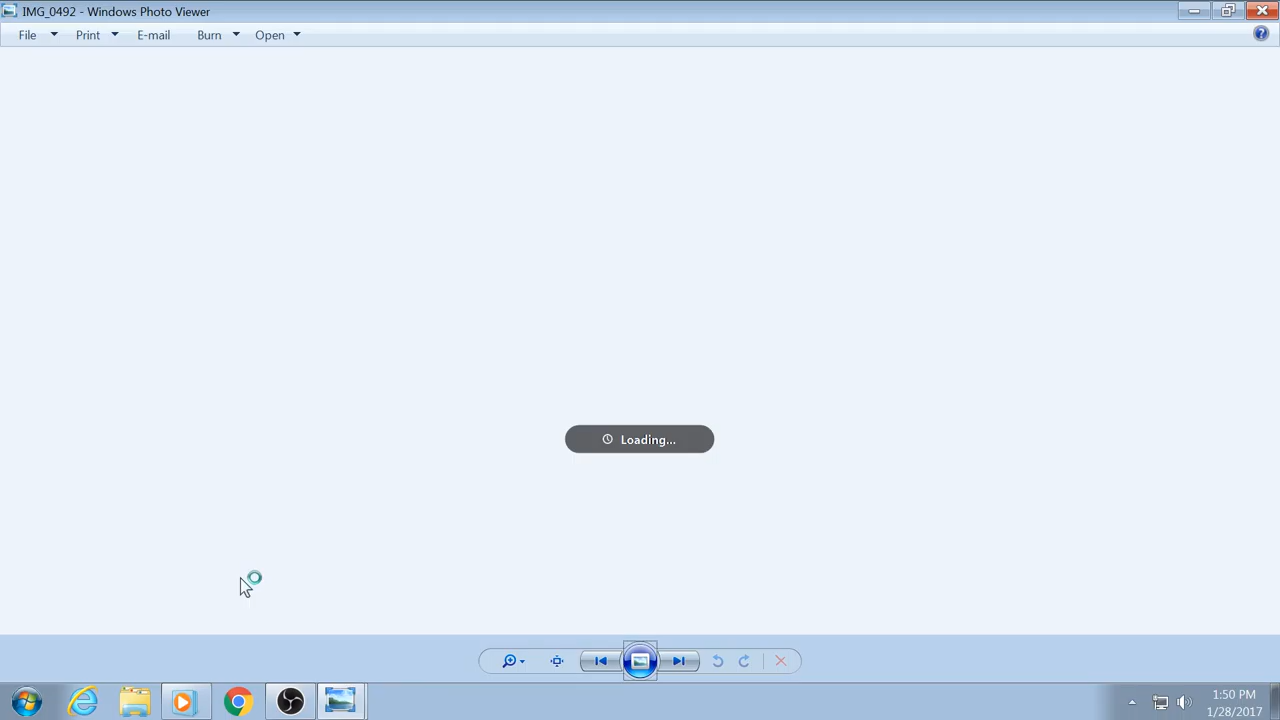 IMG_0492 - Windows Photo Viewer
File Print E-mail Burn Open
Loading...
1:50 PM
1/28/2017